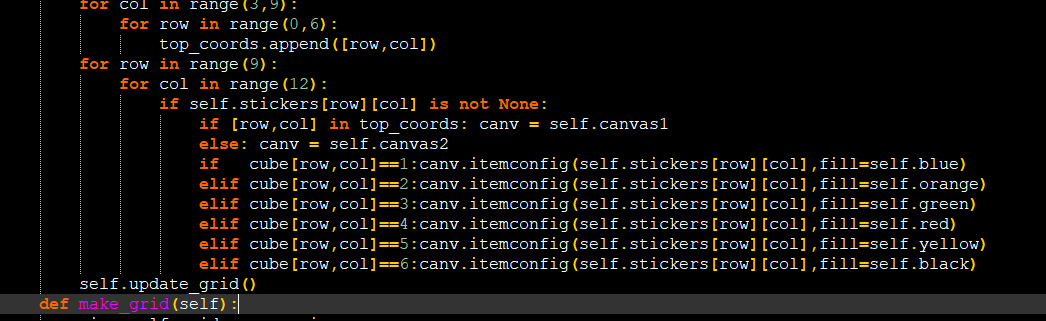 for col in range(3,9):
for row in range(0,6):
top_coords.append([row,col])
for row in range(9):
for col in range(12):
if self.stickers[row][col] is not None:
if [row,col] in top_coords: canv = self.canvas1
else: canv = self.canvas2
if   cube[row,col]==1:canv.itemconfig(self.stickers[row][col],fill=self.blue)
elif cube[row,col]==2:canv.itemconfig(self.stickers[row][col],fill=self.orange)
elif cube[row,col]==3:canv.itemconfig(self.stickers[row][col],fill=self.green)
elif cube[row,col]==4:canv.itemconfig(self.stickers[row][col],fill=self.red)
elif cube[row,col]==5:canv.itemconfig(self.stickers[row][col],fill=self.yellow)
elif cube[row,col]==6:canv.itemconfig(self.stickers[row][col],fill=self.black)
self.update_grid()
def make_grid(self):